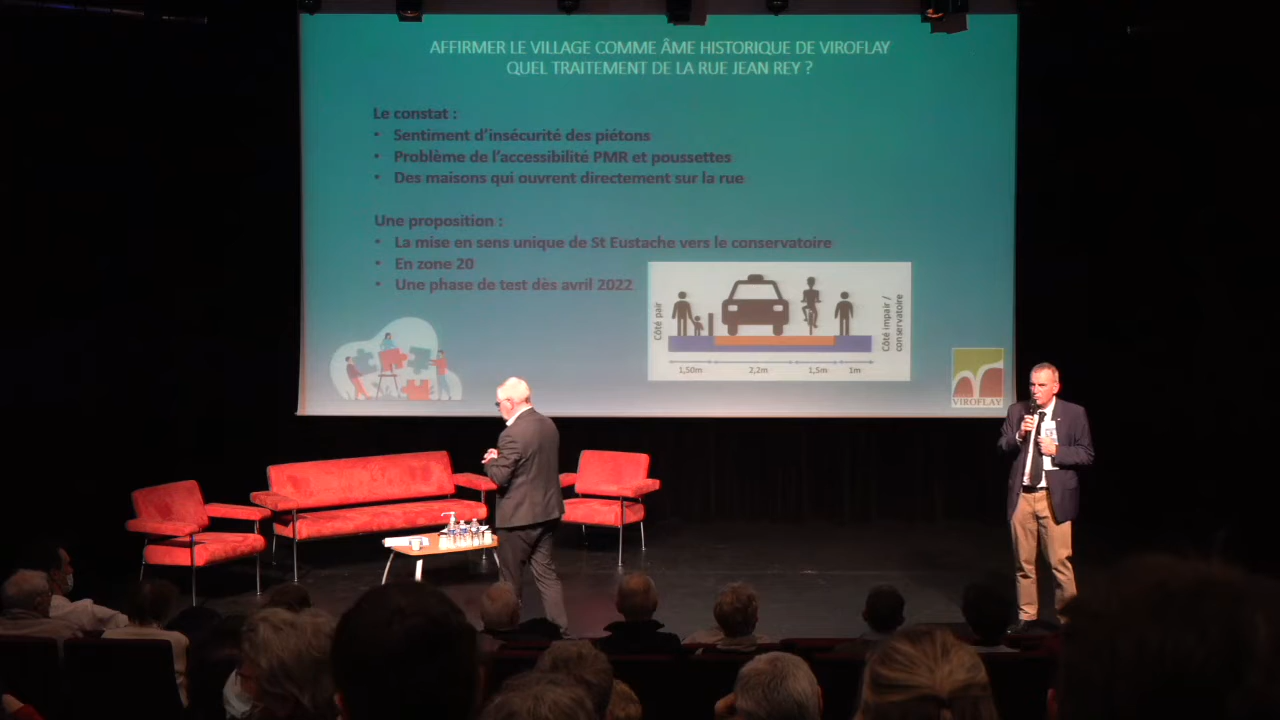 AFFIRMER LE VILLAGE COMME ÂME HISTORIQUE DE VIROFLAY
QUEL TRAITEMENT DE LA RUE JEAN REY ?
Le constat :
• Sentiment d'insécurité des piétons
• Problème de l'accessibilité PMR et poussettes
• Des maisons qui ouvrent directement sur la rue
Une proposition :
• La mise en sens unique de St Eustache vers le conservatoire
• En zone 20
• Une phase de test dès avril 2022
Côté pair
Côté impair /
conservatoire
1,50m 2,2m 1,5m 1m
VIROFLAY